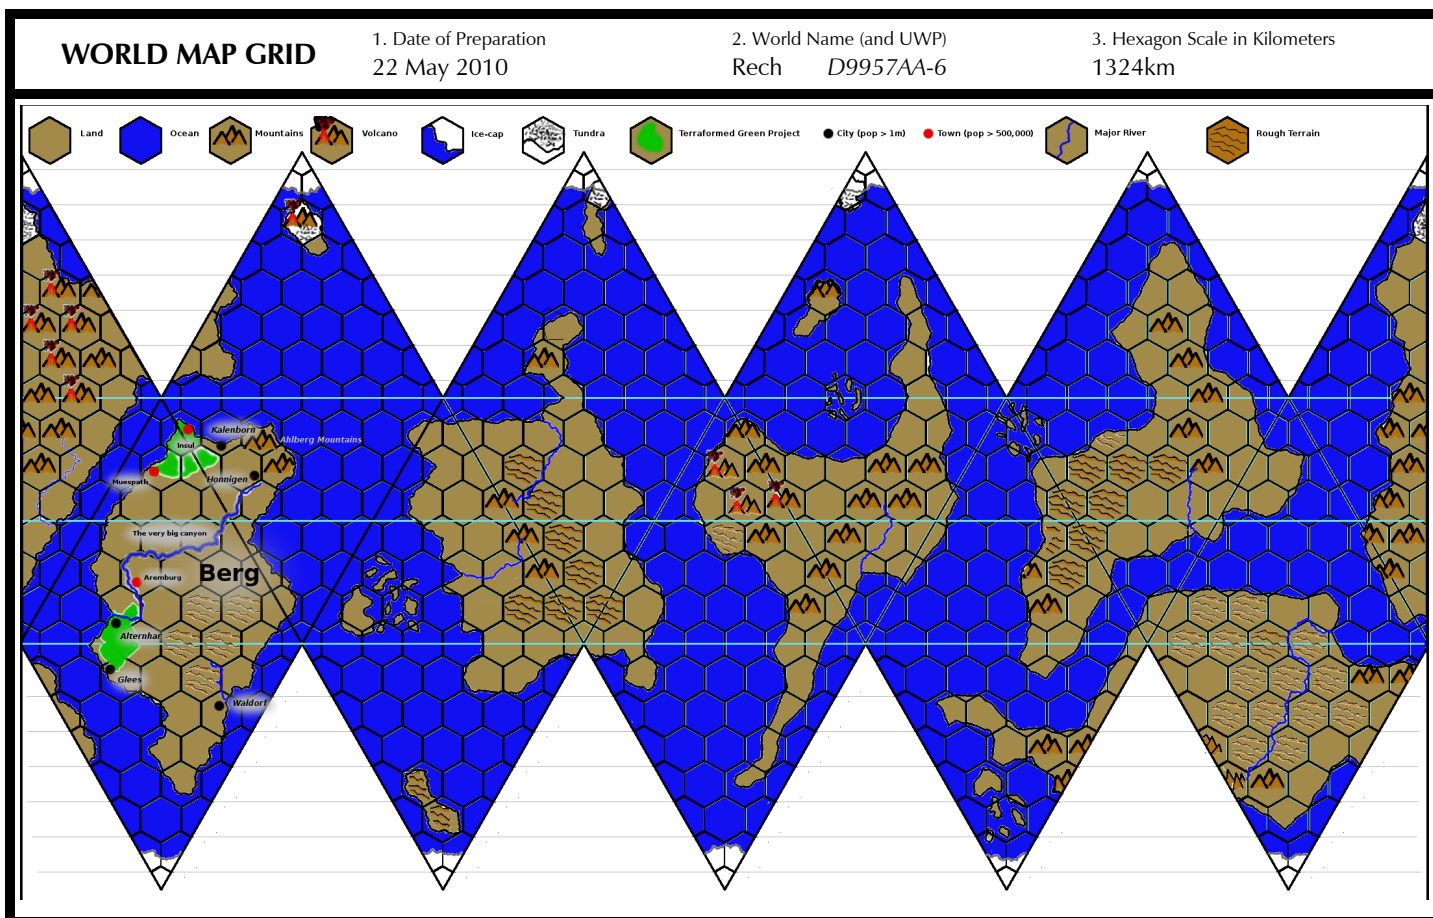 WORLD MAP GRID
1. Date of Preparation
22 May 2010
2. World Name (and UWP)
Rech D9957AA-6
3. Hexagon Scale in Kilometers
1324km
Land
Ocean
Mountains
Volcano
Ice-cap
Tundra
Terraformed Green Project
City (pop > 1m)
Town (pop > 500,000)
Major River
Rough Terrain
Kalenborn
Ahlberg Mountains
Insul
Muespath
Honnigen
The very big canyon
Aremburg
Berg
Alternhar
Glees
Waldorf